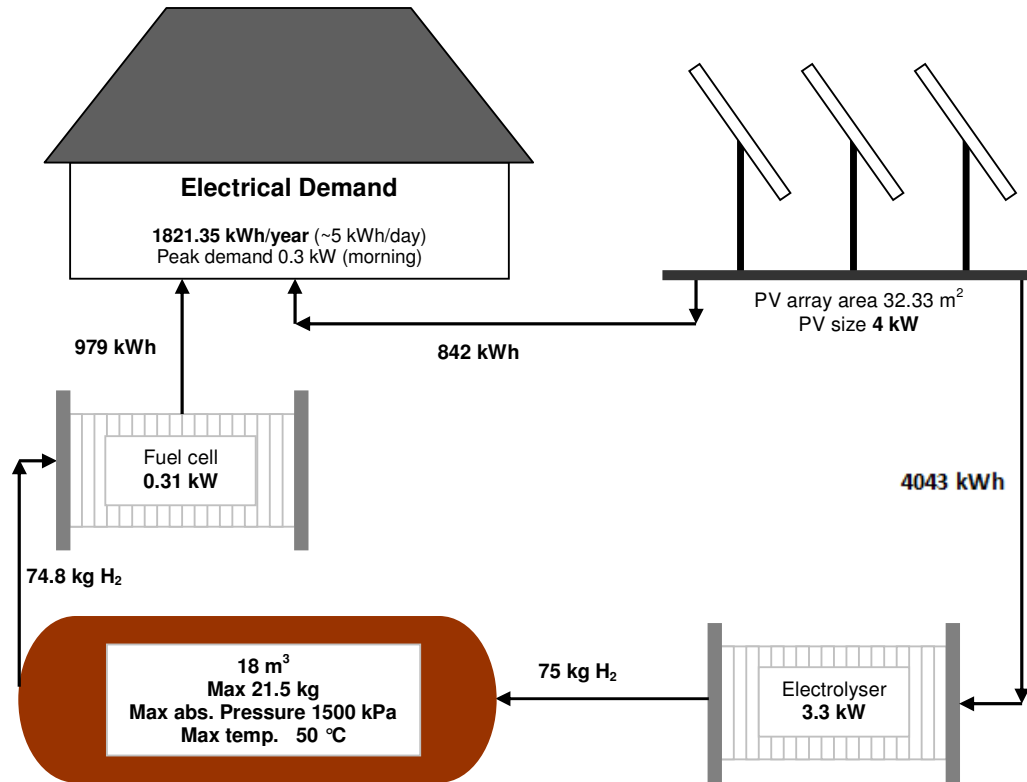 Electrical Demand
1821.35 kWh/year (~5 kWh/day)
Peak demand 0.3 kW (morning)
PV array area 32.33 m²
PV size 4 kW
979 kWh
842 kWh
Fuel cell
0.31 kW
4043 kWh
74.8 kg H₂
18 m³
Max 21.5 kg
Max abs. Pressure 1500 kPa
Max temp. 50 °C
75 kg H₂
Electrolyser
3.3 kW